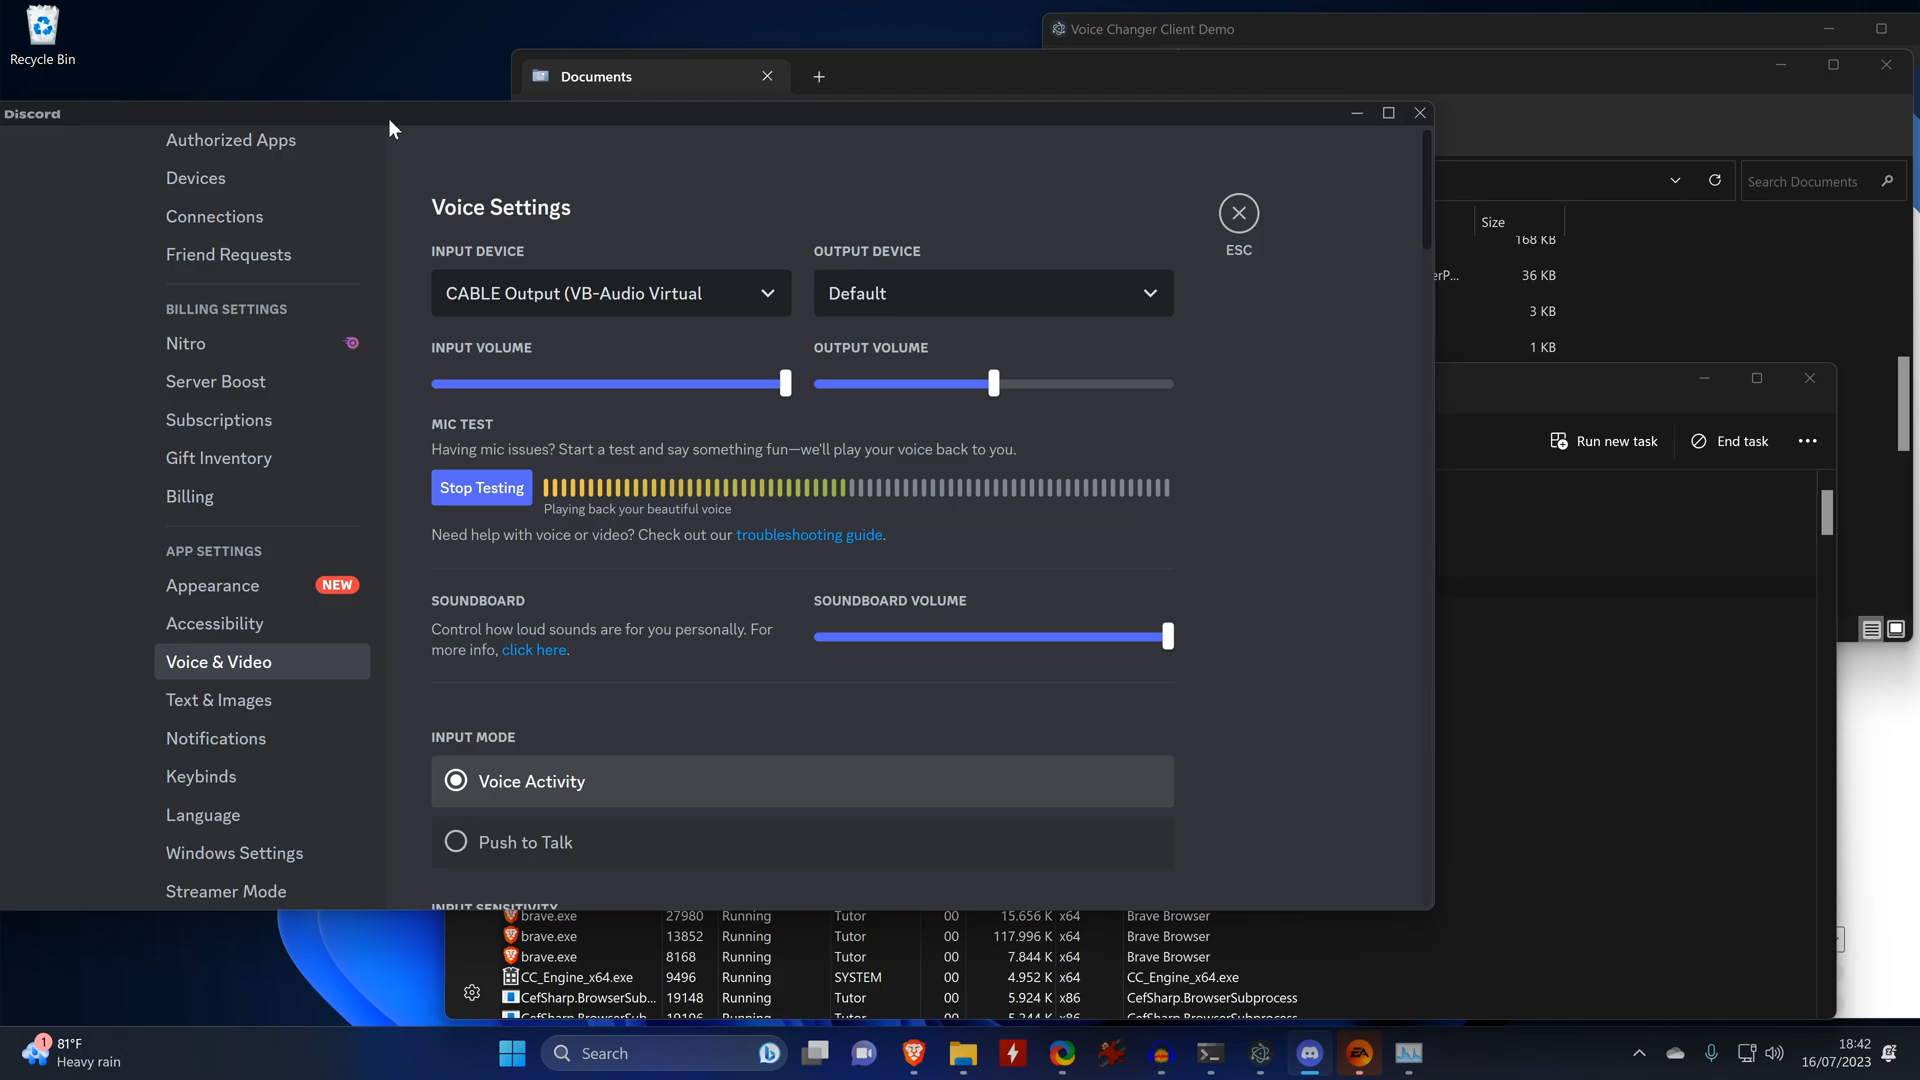 Recycle Bin
Voice Changer Client Demo
Documents
Discord
Authorized Apps
Devices
Connections
Friend Requests
BILLING SETTINGS
Nitro
Server Boost
Subscriptions
Gift Inventory
Billing
APP SETTINGS
Appearance NEW
Accessibility
Voice & Video
Text & Images
Notifications
Keybinds
Language
Windows Settings
Streamer Mode
Voice Settings
ESC
INPUT DEVICE OUTPUT DEVICE
CABLE Output (VB-Audio Virtual Default
INPUT VOLUME OUTPUT VOLUME
MIC TEST
Having mic issues? Start a test and say something fun—we'll play your voice back to you.
Stop Testing
Playing back your beautiful voice
Need help with voice or video? Check out our troubleshooting guide.
SOUNDBOARD SOUNDBOARD VOLUME
Control how loud sounds are for you personally. For
more info, click here.
INPUT MODE
Voice Activity
Push to Talk
INPUT SENSITIVITY
Search Documents
Size
168 KB
erP... 36 KB
3 KB
1 KB
Run new task End task
brave.exe 27980 Running Tutor 00 15.656 K x64 Brave Browser
brave.exe 13852 Running Tutor 00 117.996 K x64 Brave Browser
brave.exe 8168 Running Tutor 00 7.844 K x64 Brave Browser
CC_Engine_x64.exe 9496 Running SYSTEM 00 4.952 K x64 CC_Engine_x64.exe
CefSharp.BrowserSub... 19148 Running Tutor 00 5.924 K x86 CefSharp.BrowserSubprocess
1
81°F
Heavy rain
Search
EA
18:42
16/07/2023